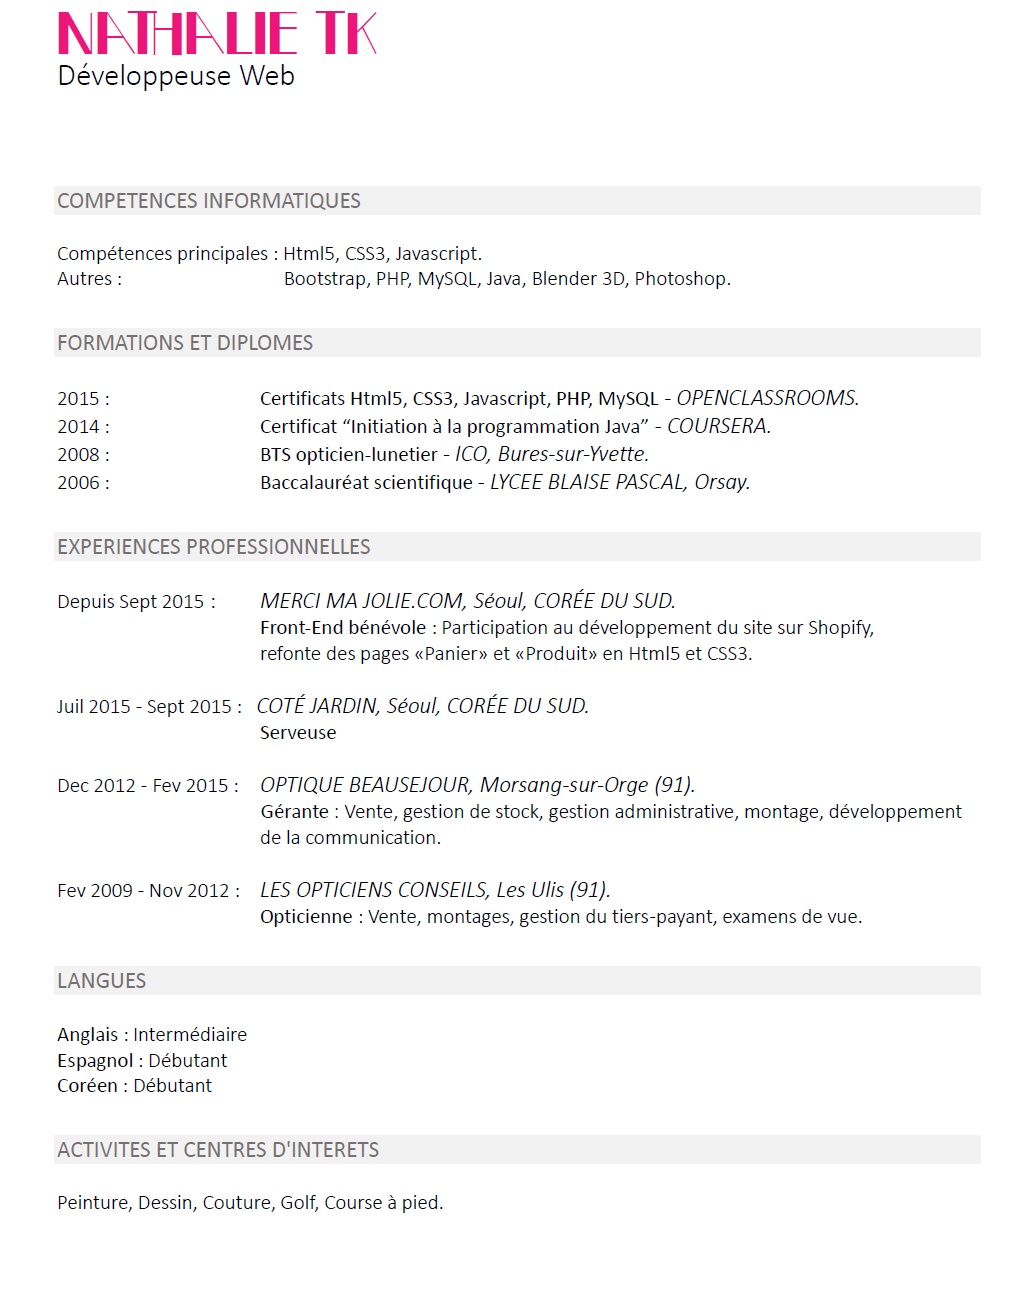 NATHALIE TK
Développeuse Web
COMPETENCES INFORMATIQUES
Compétences principales : Html5, CSS3, Javascript.
Autres : Bootstrap, PHP, MySQL, Java, Blender 3D, Photoshop.
FORMATIONS ET DIPLOMES
2015 : Certificats Html5, CSS3, Javascript, PHP, MySQL - OPENCLASSROOMS.
2014 : Certificat “Initiation à la programmation Java” - COURSERA.
2008 : BTS opticien-lunetier - ICO, Bures-sur-Yvette.
2006 : Baccalauréat scientifique - LYCEE BLAISE PASCAL, Orsay.
EXPERIENCES PROFESSIONNELLES
Depuis Sept 2015 : MERCI MA JOLIE.COM, Séoul, CORÉE DU SUD.
Front-End bénévole : Participation au développement du site sur Shopify,
refonte des pages «Panier» et «Produit» en Html5 et CSS3.
Juil 2015 - Sept 2015 : COTÉ JARDIN, Séoul, CORÉE DU SUD.
Serveuse
Dec 2012 - Fev 2015 : OPTIQUE BEAUSEJOUR, Morsang-sur-Orge (91).
Gérante : Vente, gestion de stock, gestion administrative, montage, développement
de la communication.
Fev 2009 - Nov 2012 : LES OPTICIENS CONSEILS, Les Ulis (91).
Opticienne : Vente, montages, gestion du tiers-payant, examens de vue.
LANGUES
Anglais : Intermédiaire
Espagnol : Débutant
Coréen : Débutant
ACTIVITES ET CENTRES D'INTERETS
Peinture, Dessin, Couture, Golf, Course à pied.